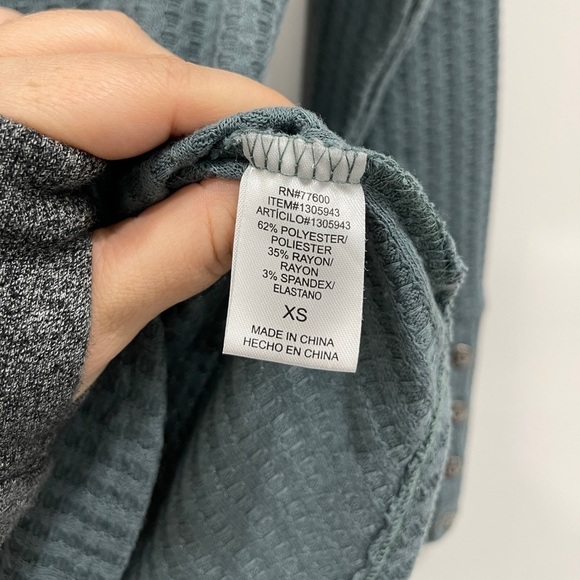 RN#77600
ITEM#1305943
ARTÍCILO#1305943
62% POLYESTER/
POLIESTER
35% RAYON/
RAYON
3% SPANDEX/
ELASTANO
XS
MADE IN CHINA
HECHO EN CHINA